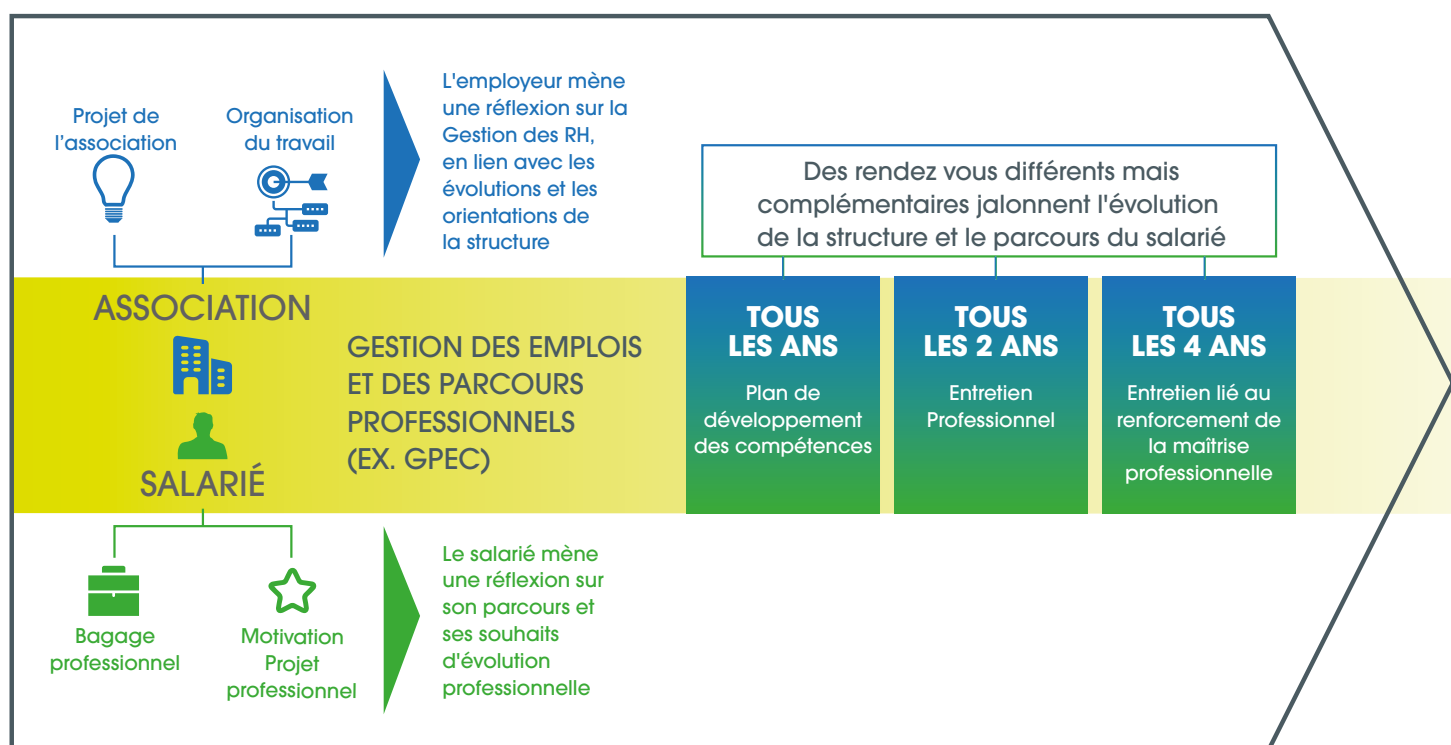 Projet de
l'association
Organisation
du travail
L'employeur mène
une réflexion sur la
Gestion des RH,
en lien avec les
évolutions et les
orientations de
la structure
Des rendez vous différents mais
complémentaires jalonnent l'évolution
de la structure et le parcours du salarié
ASSOCIATION
SALARIÉ
GESTION DES EMPLOIS
ET DES PARCOURS
PROFESSIONNELS
(EX. GPEC)
TOUS
LES ANS
Plan de
développement
des compétences
TOUS
LES 2 ANS
Entretien
Professionnel
TOUS
LES 4 ANS
Entretien lié au
renforcement de
la maîtrise
professionnelle
Bagage
professionnel
Motivation
Projet
professionnel
Le salarié mène
une réflexion sur
son parcours et
ses souhaits
d'évolution
professionnelle